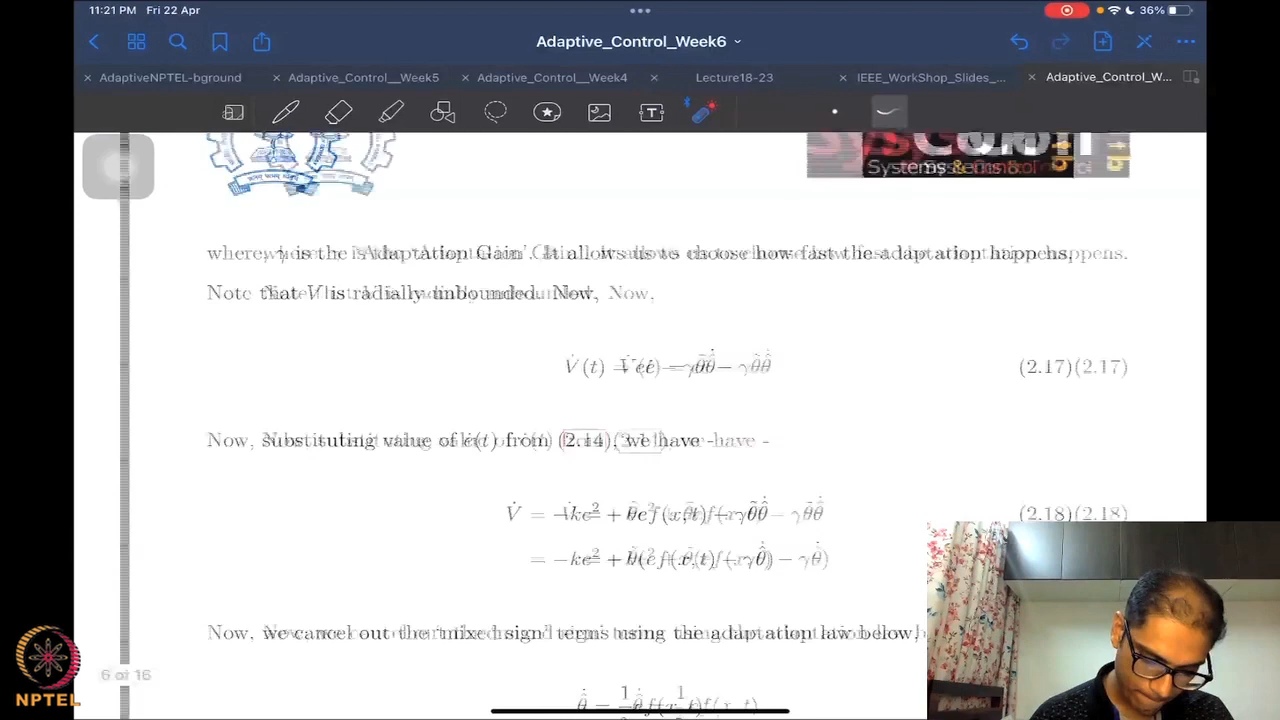 11:21 PM Fri 22 Apr
36%
Adaptive_Control_Week6
AdaptiveNPTEL-bground
Adaptive_Control__Week5
Adaptive_Control__Week4
Lecture18-23
IEEE_WorkShop_Slides_...
Adaptive_Control_W...
Systems & Control
where, γ is the 'Adaptation Gain'. It allows us to choose how fast the adaptation happens.
Note that V is radially unbounded. Now,
(2.17)
Now, substituting value of ė(t) from (2.14), we have -
(2.18)
Now, we cancel out the 'mixed sign' terms using the adaptation law below,
6 of 16
NPTEL